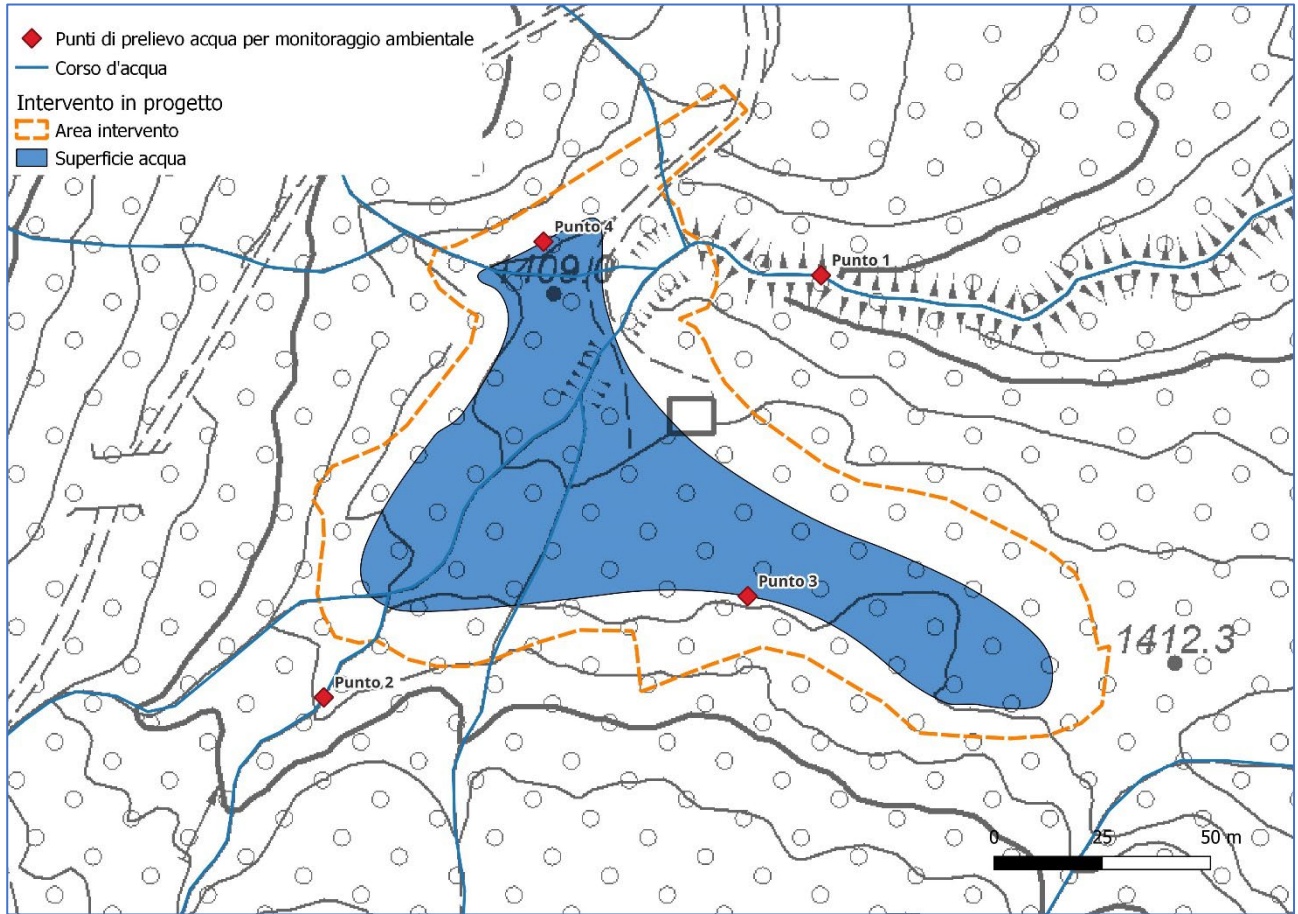 Punti di prelievo acqua per monitoraggio ambientale
Corso d'acqua
Intervento in progetto
Area intervento
Superficie acqua
Punto 4
Punto 1
Punto 3
1412.3
Punto 2
0 25 50 m